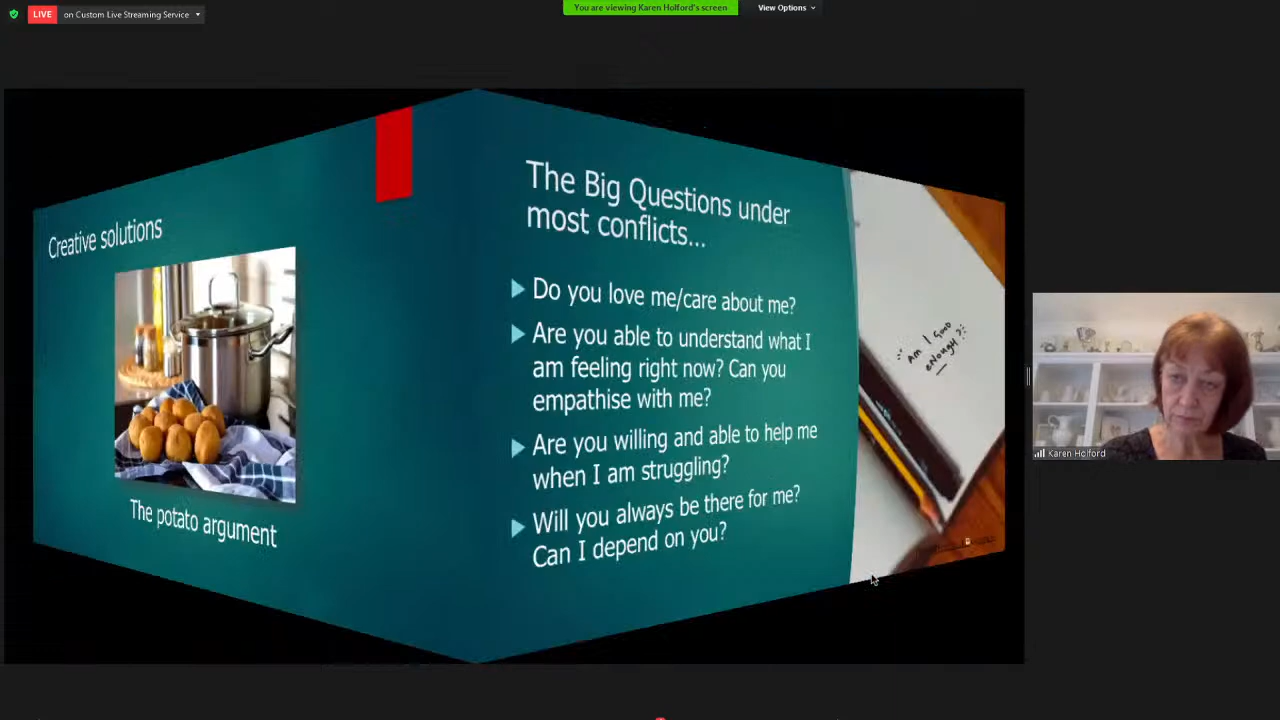 LIVE on Custom Live Streaming Service
You are viewing Karen Holford's screen
View Options
Creative solutions
The potato argument
The Big Questions under
most conflicts...
Do you love me/care about me?
Are you able to understand what I
am feeling right now? Can you
empathise with me?
Are you willing and able to help me
when I am struggling?
Will you always be there for me?
Can I depend on you?
Am I Good
enough?
Karen Holford